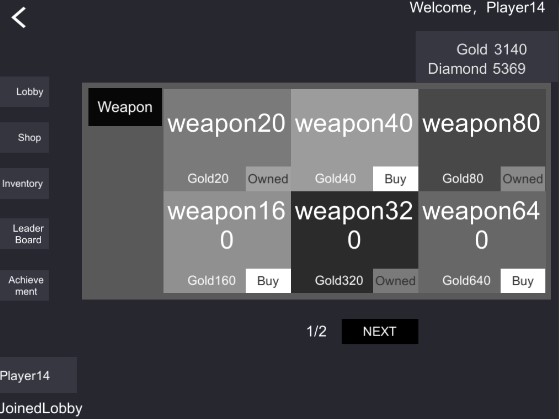 Welcome, Player14
Gold 3140
Diamond 5369
Lobby
Shop
Inventory
Leader
Board
Achieve
ment
Weapon
weapon20
Gold20
Owned
weapon40
Gold40
Buy
weapon80
Gold80
Owned
weapon16
0
Gold160
Buy
weapon32
0
Gold320
Owned
weapon64
0
Gold640
Buy
1/2
NEXT
Player14
JoinedLobby